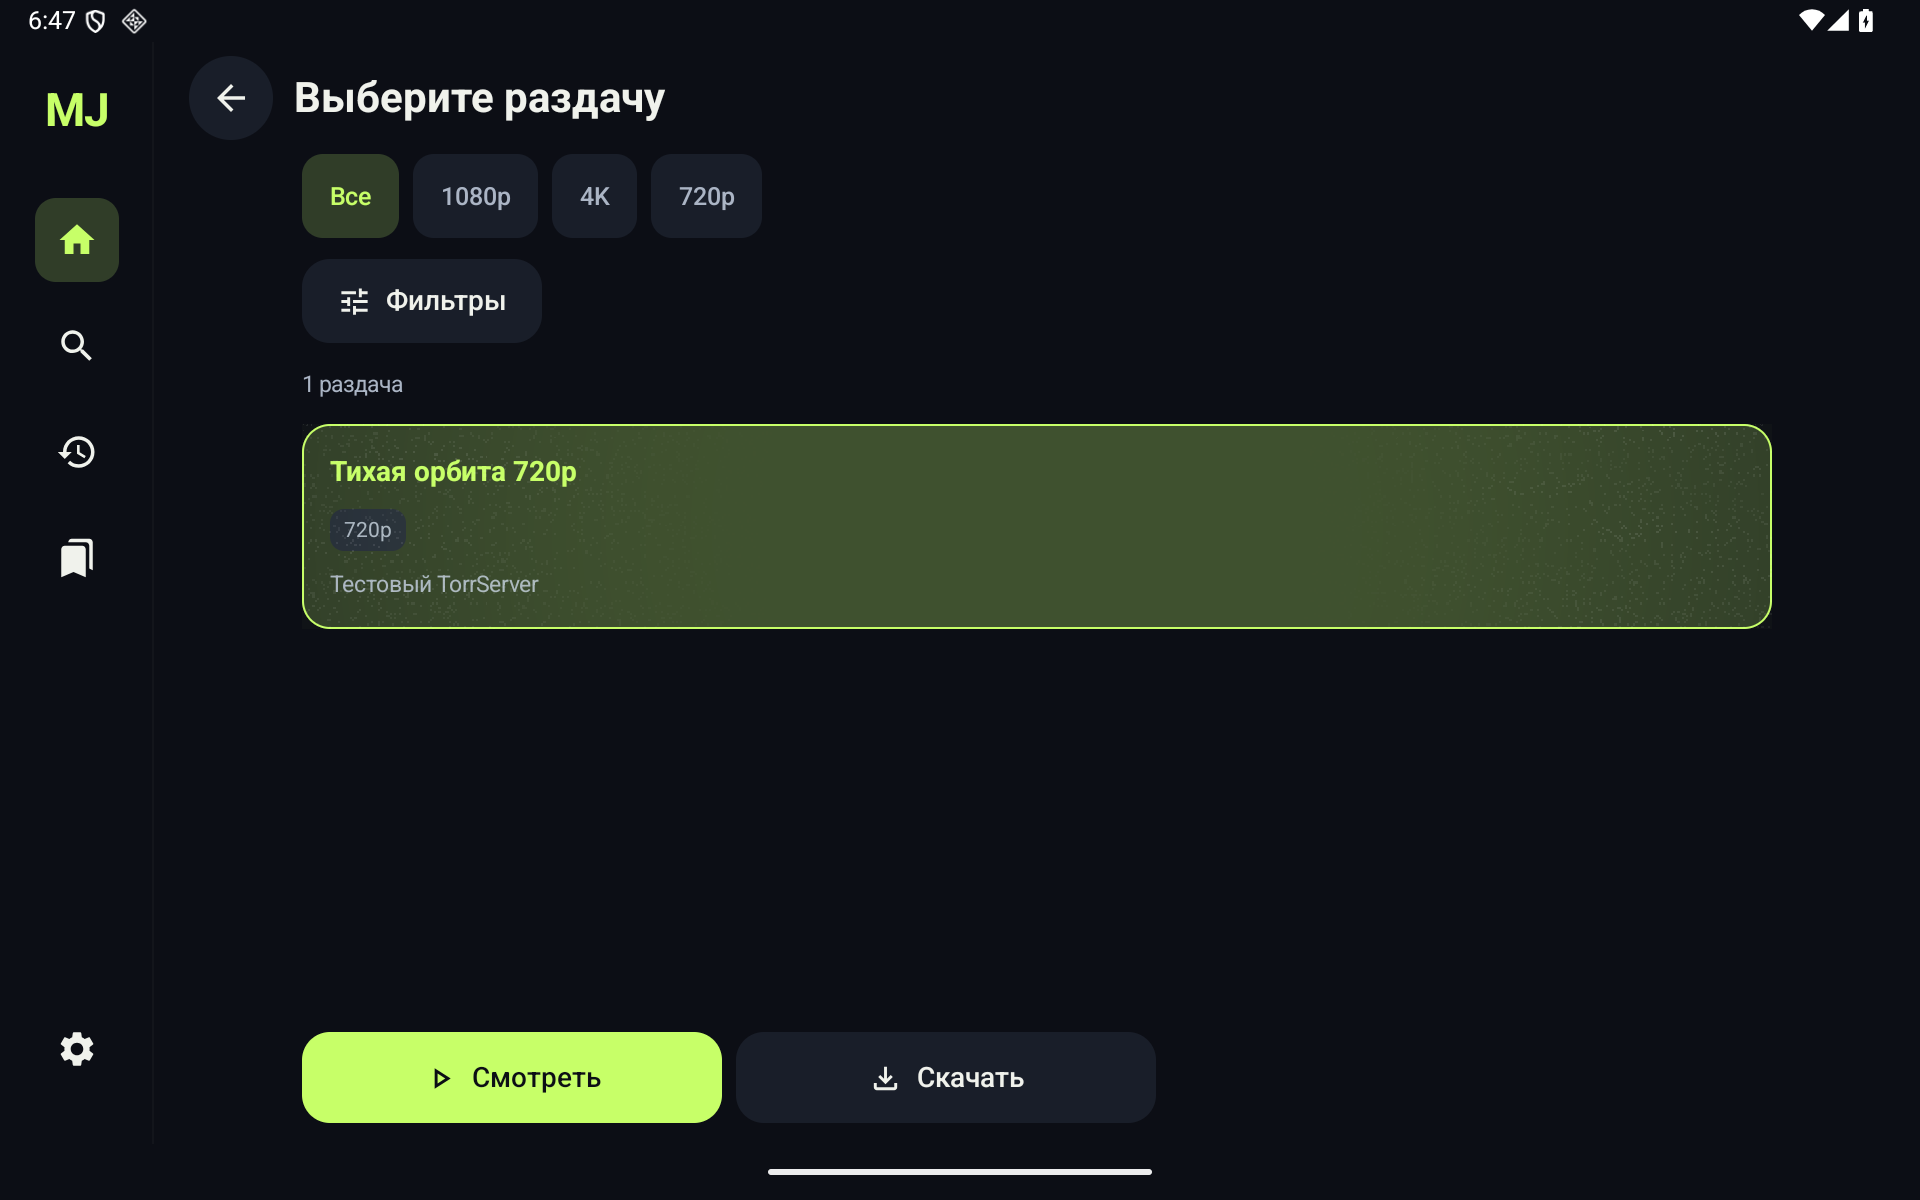 6:47
MJ
Выберите раздачу
Все 1080p 4K 720p
Фильтры
1 раздача
Тихая орбита 720p
720p
Тестовый TorrServer
Смотреть Скачать